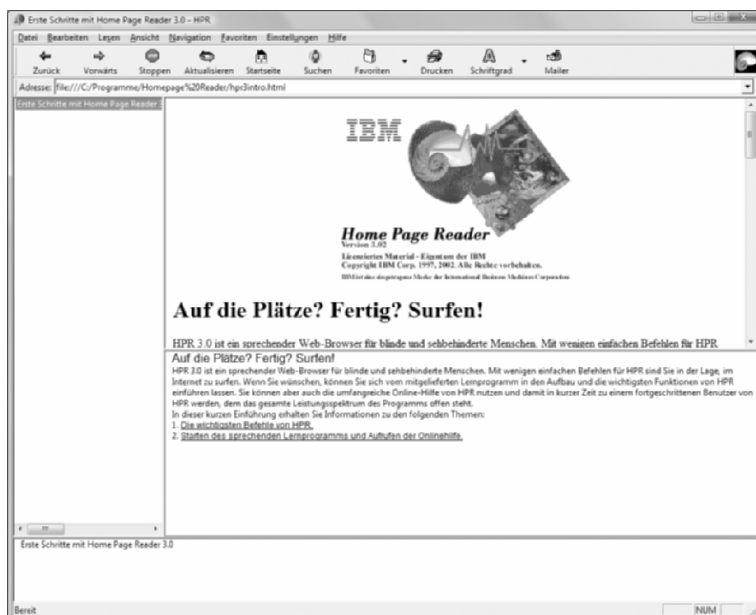 Erste Schritte mit Home Page Reader 3.0 - HPR
Datei Bearbeiten Lesen Ansicht Navigation Favoriten Einstellungen Hilfe
Zurück Vorwärts Stoppen Aktualisieren Startseite Suchen Favoriten Drucken Schriftgrad Mailer
Adresse: file:///C:/Programme/Homepage%20Reader/hpr3intro.html
Erste Schritte mit Home Page Reader
IBM
Home Page Reader
Version 3.02
Lizenziertes Material - Eigentum der IBM
Copyright IBM Corp. 1997, 2002. Alle Rechte vorbehalten.
IBM ist eine eingetragene Marke der International Business Machines Corporation
Auf die Plätze? Fertig? Surfen!
HPR 3.0 ist ein sprechender Web-Browser für blinde und sehbehinderte Menschen. Mit wenigen einfachen Befehlen für HPR
Auf die Plätze? Fertig? Surfen!
HPR 3.0 ist ein sprechender Web-Browser für blinde und sehbehinderte Menschen. Mit wenigen einfachen Befehlen für HPR sind Sie in der Lage, im
Internet zu surfen. Wenn Sie wünschen, können Sie sich vom mitgelieferten Lernprogramm in den Aufbau und die wichtigsten Funktionen von HPR
einführen lassen. Sie können aber auch die umfangreiche Online-Hilfe von HPR nutzen und damit in kurzer Zeit zu einem fortgeschrittenen Benutzer von
HPR werden, dem das gesamte Leistungsspektrum des Programms offen steht.
In dieser kurzen Einführung erhalten Sie Informationen zu den folgenden Themen:
1. Die wichtigsten Befehle von HPR.
2. Starten des sprechenden Lernprogramms und Aufrufen der Onlinehilfe.
Erste Schritte mit Home Page Reader 3.0
Bereit NUM